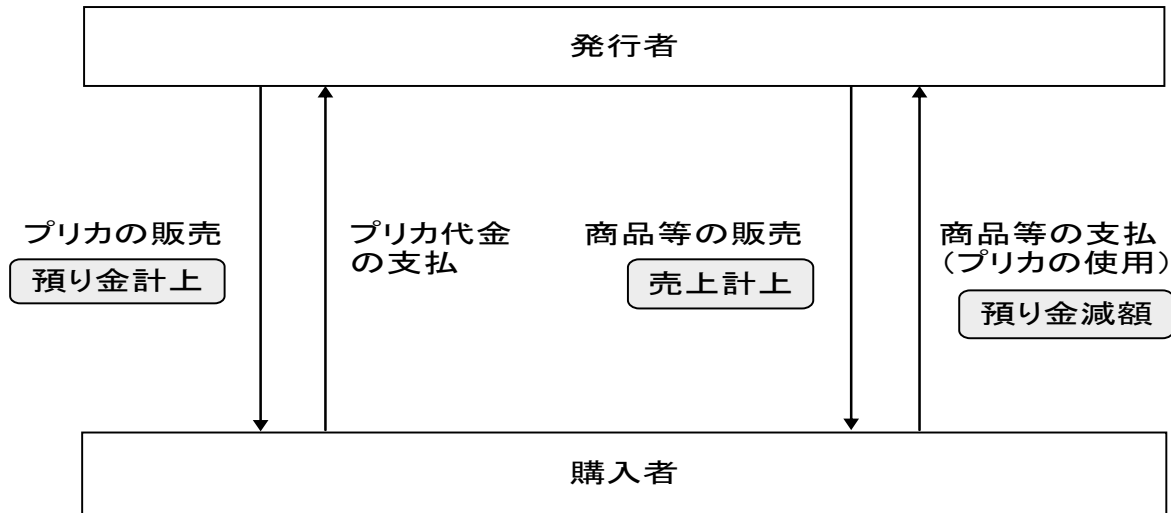 発行者
プリカの販売
預り金計上
プリカ代金
の支払
商品等の販売
売上計上
商品等の支払
(プリカの使用)
預り金減額
購入者